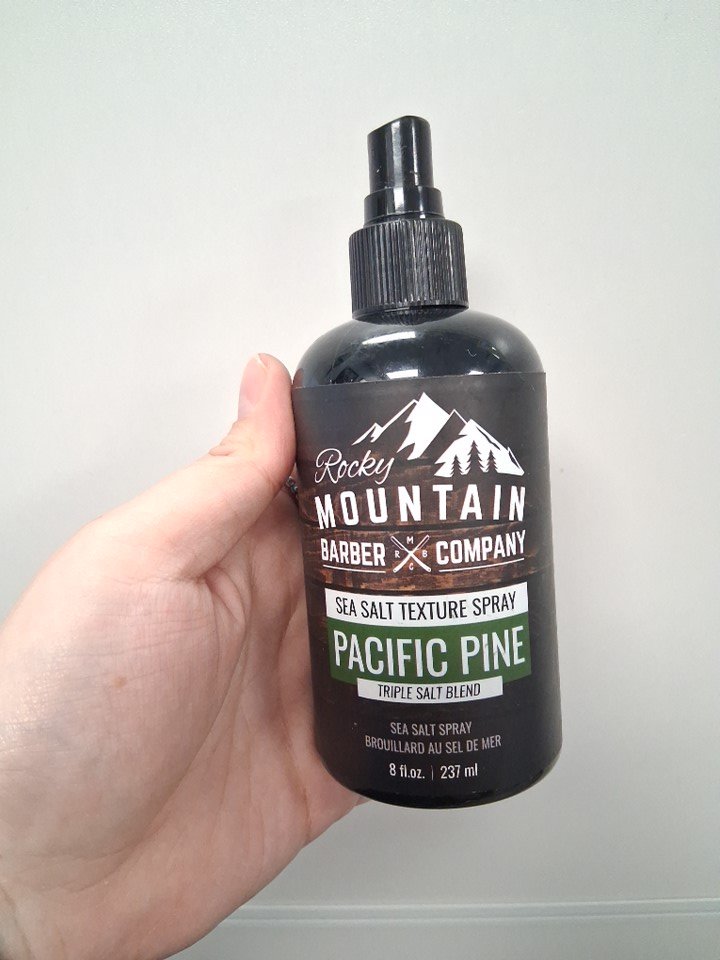 Rocky
MOUNTAIN
BARBER COMPANY
M
R B
C
SEA SALT TEXTURE SPRAY
PACIFIC PINE
TRIPLE SALT BLEND
SEA SALT SPRAY
BROUILLARD AU SEL DE MER
8 fl.oz. | 237 ml